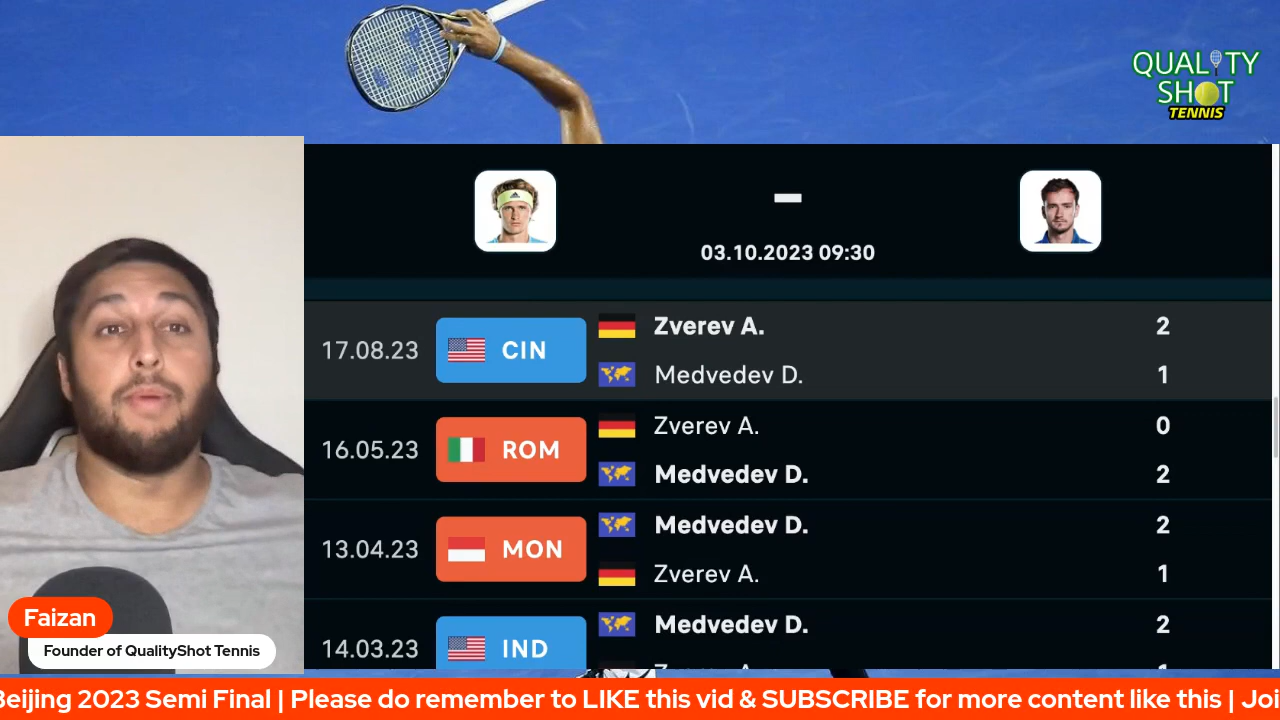 QUALITY
SHOT
TENNIS
03.10.2023 09:30
17.08.23 CIN Zverev A. 2
Medvedev D. 1
16.05.23 ROM Zverev A. 0
Medvedev D. 2
13.04.23 MON Medvedev D. 2
Zverev A. 1
14.03.23 IND Medvedev D. 2
Faizan
Founder of QualityShot Tennis
Beijing 2023 Semi Final | Please do remember to LIKE this vid & SUBSCRIBE for more content like this | Joi